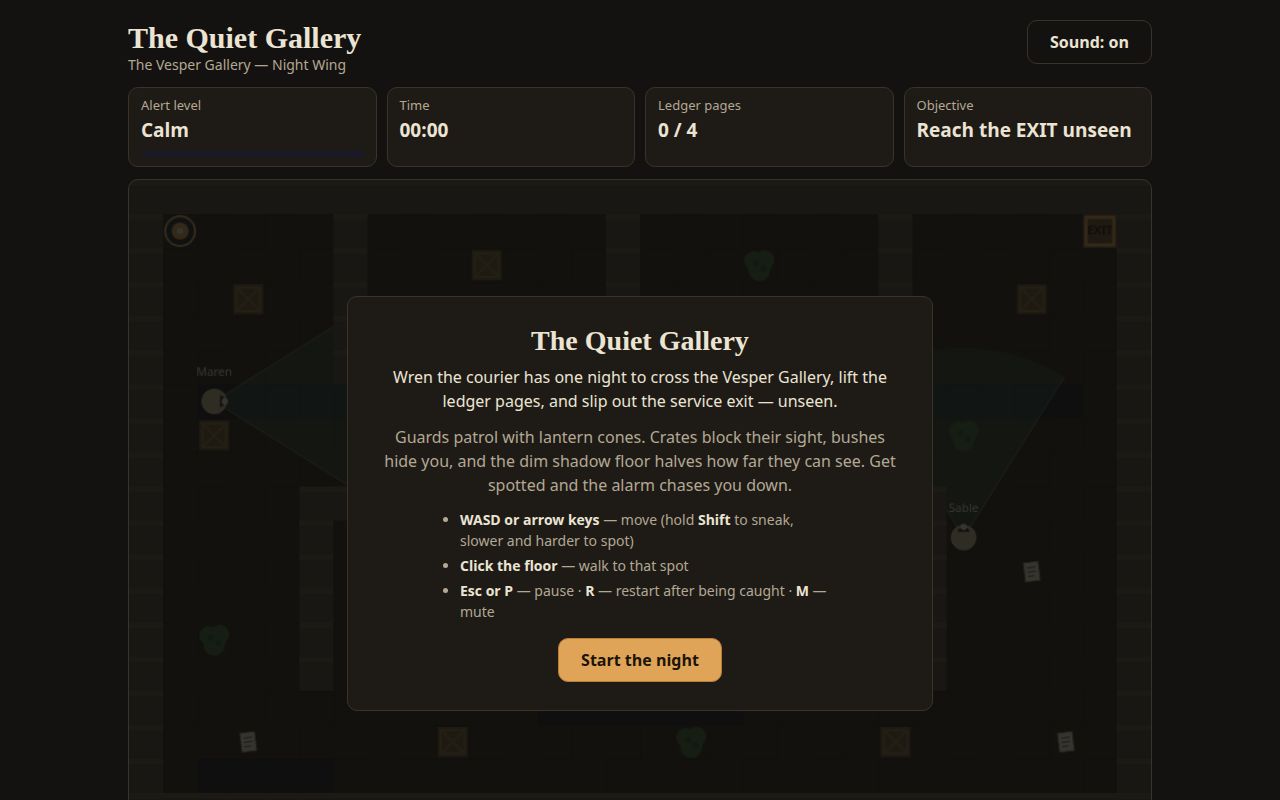 The Quiet Gallery
The Vesper Gallery — Night Wing
Sound: on
Alert level
Calm
Time
00:00
Ledger pages
0 / 4
Objective
Reach the EXIT unseen
EXIT
Maren
Sable
The Quiet Gallery
Wren the courier has one night to cross the Vesper Gallery, lift the
ledger pages, and slip out the service exit — unseen.
Guards patrol with lantern cones. Crates block their sight, bushes
hide you, and the dim shadow floor halves how far they can see. Get
spotted and the alarm chases you down.
• WASD or arrow keys — move (hold Shift to sneak,
slower and harder to spot)
• Click the floor — walk to that spot
• Esc or P — pause · R — restart after being caught · M —
mute
Start the night